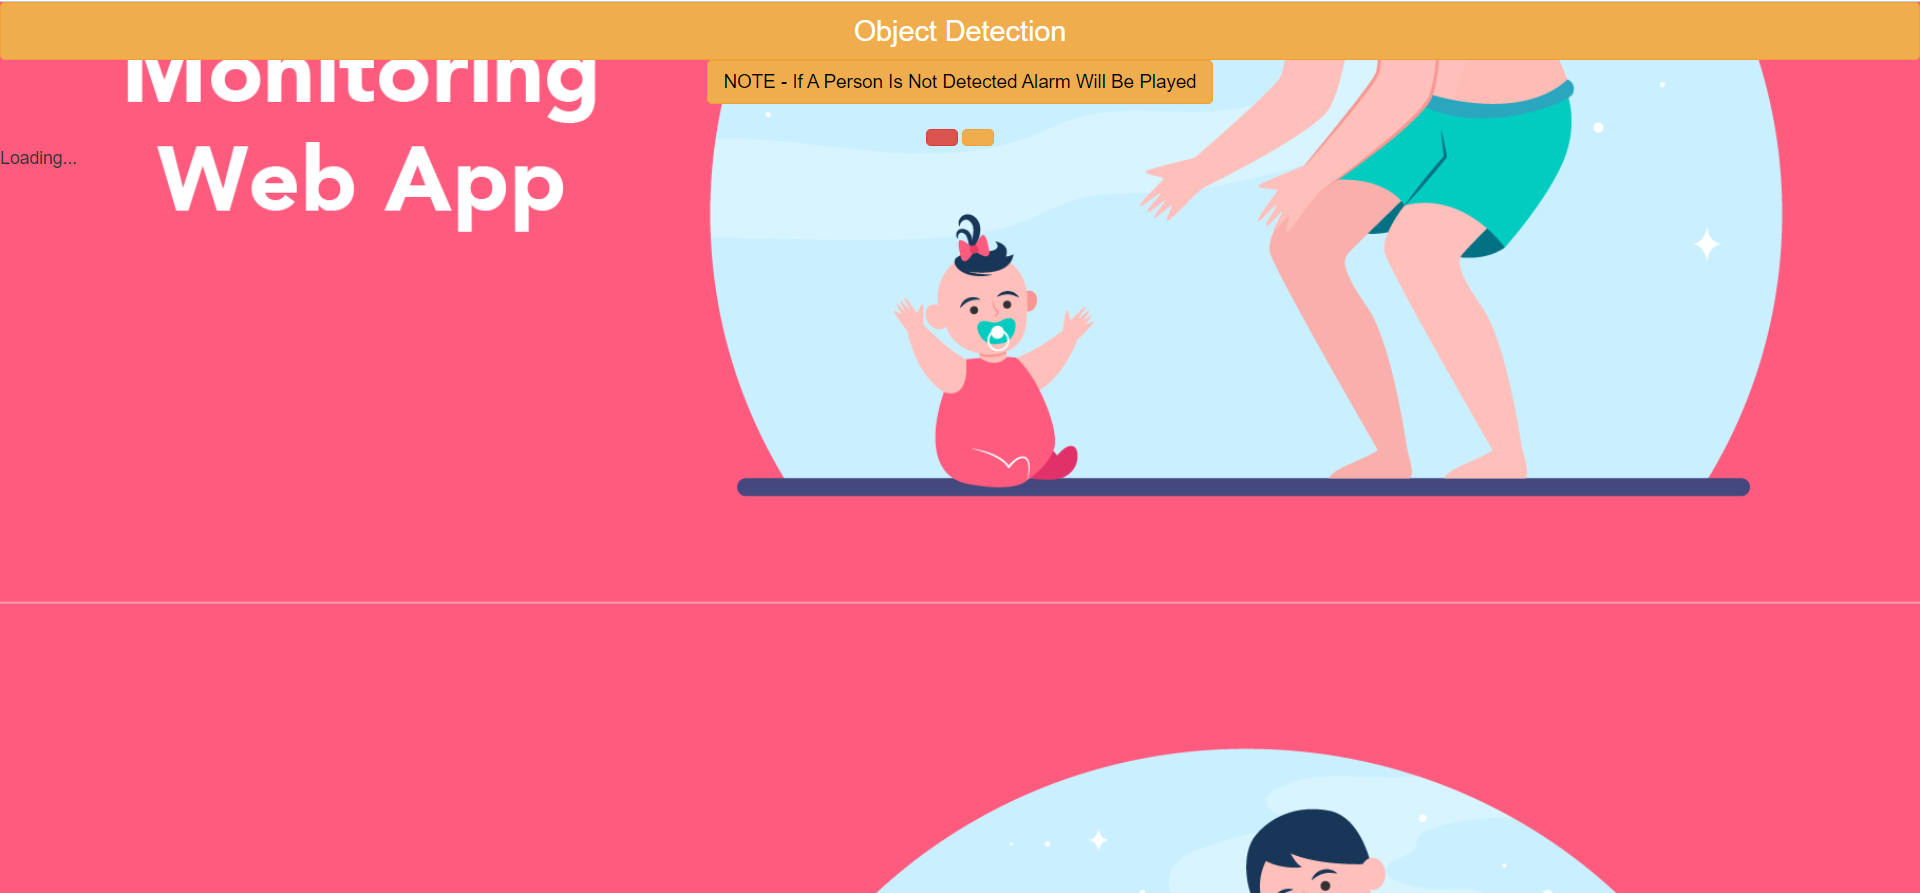 Object Detection
Monitoring
NOTE - If A Person Is Not Detected Alarm Will Be Played
Web App
Loading...